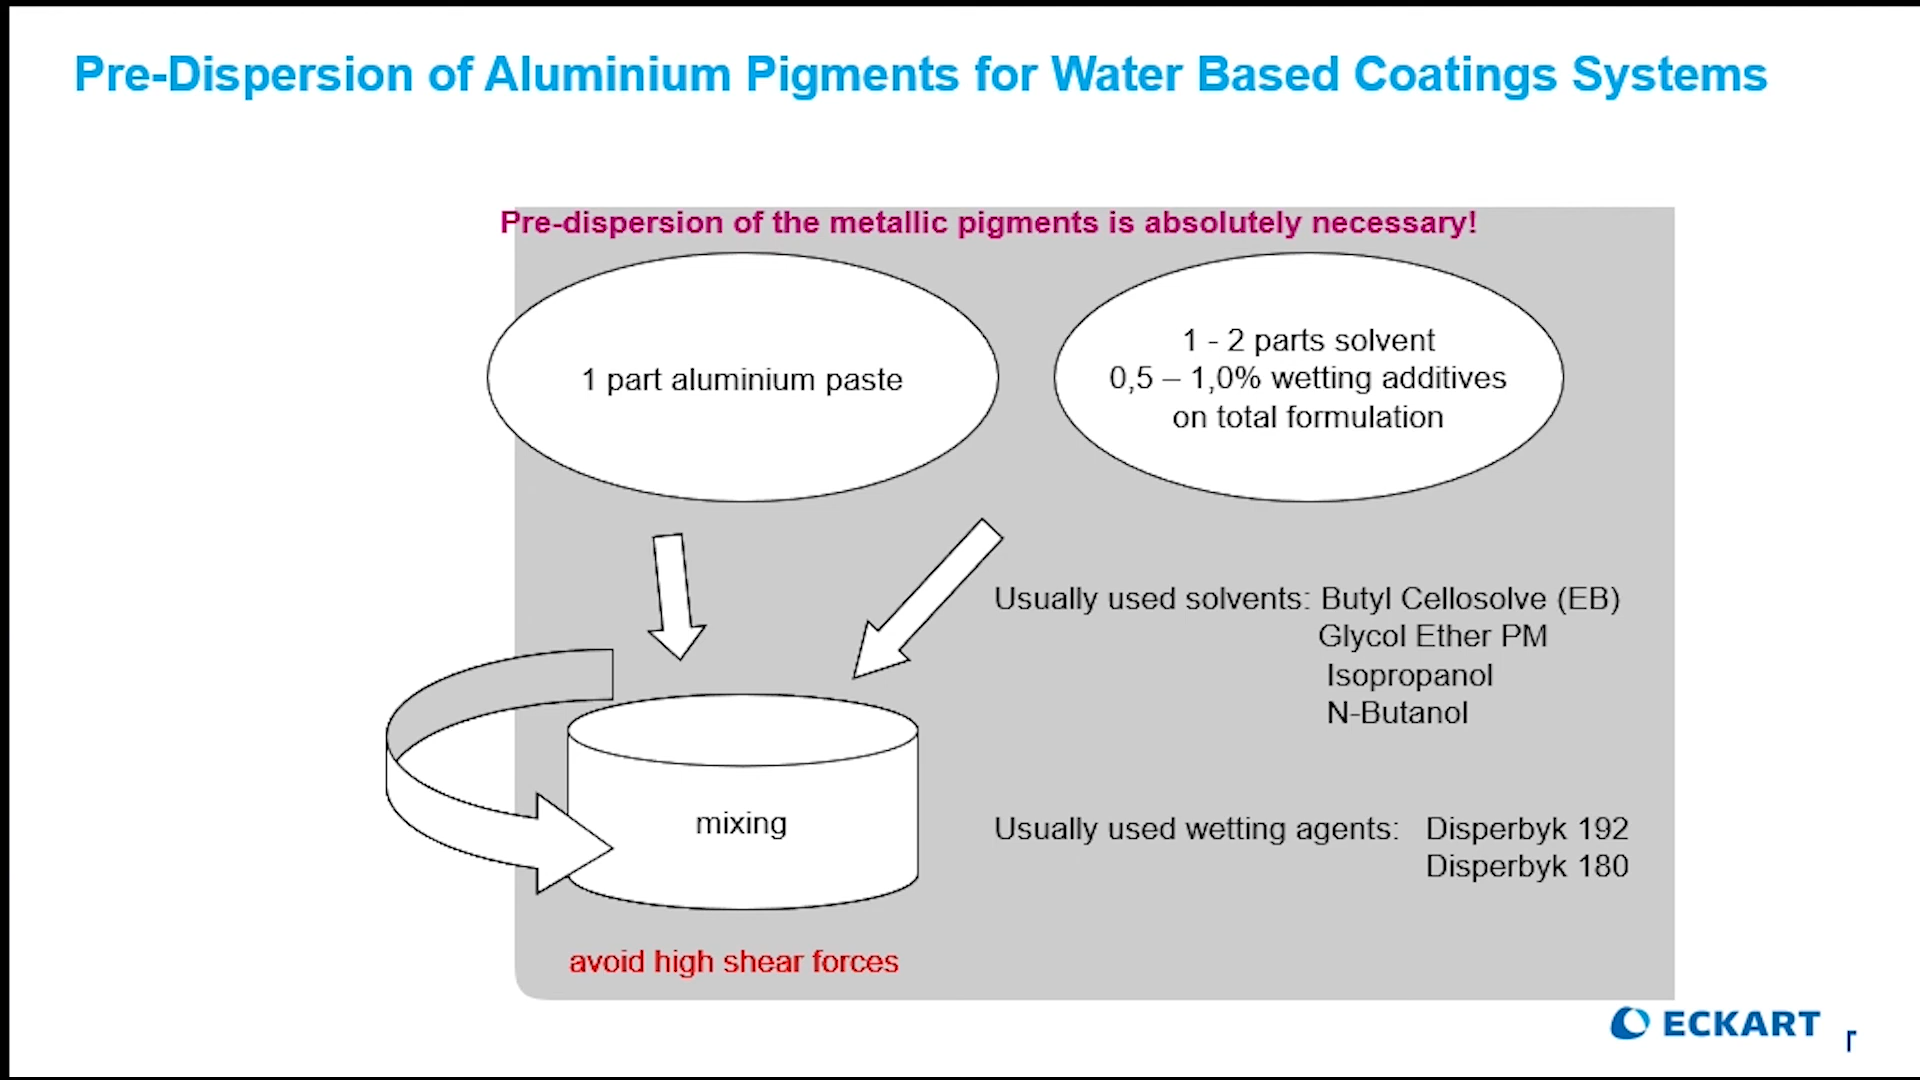 Pre-Dispersion of Aluminium Pigments for Water Based Coatings Systems
Pre-dispersion of the metallic pigments is absolutely necessary!
1 part aluminium paste
1 - 2 parts solvent
0,5 – 1,0% wetting additives
on total formulation
Usually used solvents: Butyl Cellosolve (EB)
Glycol Ether PM
Isopropanol
N-Butanol
mixing
Usually used wetting agents: Disperbyk 192
Disperbyk 180
avoid high shear forces
ECKART